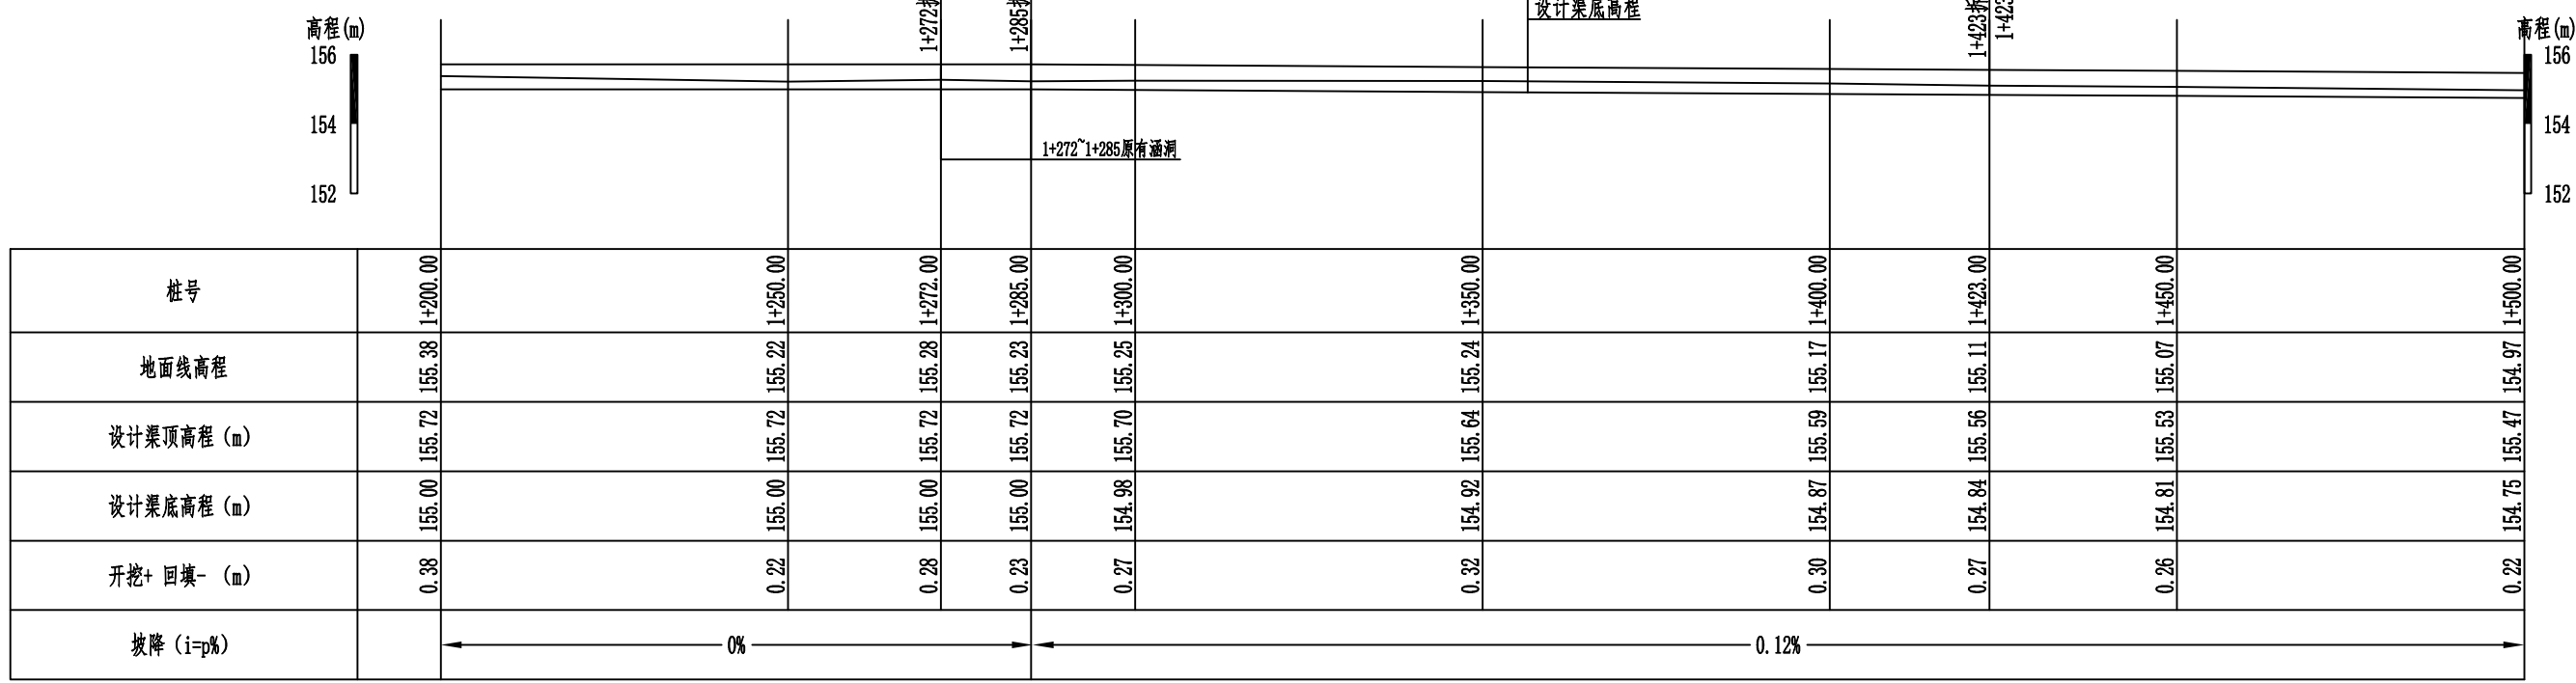 设计渠底高程
1+272
1+285
1+423
1+423
高程(m)
高程(m)
156
156
154
154
152
152
1+272~1+285原有涵洞
桩号 1+200.00 1+250.00 1+272.00 1+285.00 1+300.00 1+350.00 1+400.00 1+423.00 1+450.00 1+500.00
地面线高程 155.38 155.22 155.28 155.23 155.25 155.24 155.17 155.11 155.07 154.97
设计渠顶高程 (m) 155.72 155.72 155.72 155.72 155.70 155.64 155.59 155.56 155.53 155.47
设计渠底高程 (m) 155.00 155.00 155.00 155.00 154.98 154.92 154.87 154.84 154.81 154.75
开挖+ 回填- (m) 0.38 0.22 0.28 0.23 0.27 0.32 0.30 0.27 0.26 0.22
坡降 (i=p%) 0% 0.12%